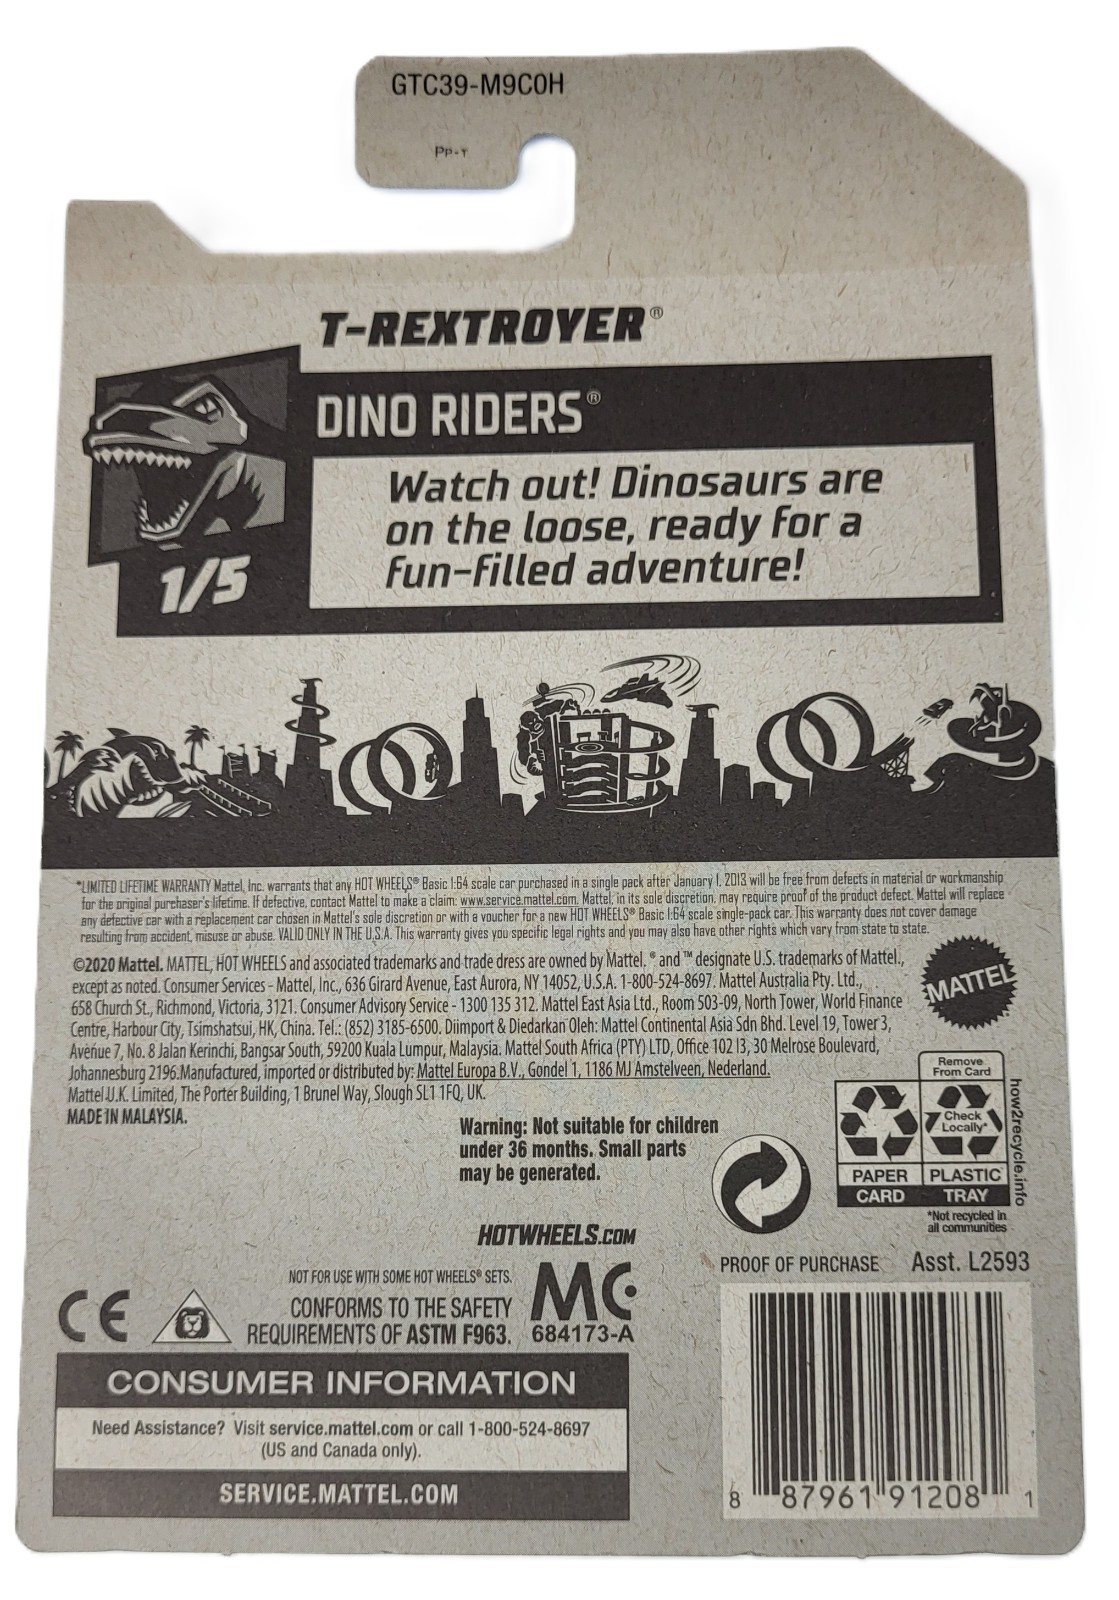 GTC39-M9C0H
PP-Y
T-REXTROYER®
DINO RIDERS®
Watch out! Dinosaurs are
on the loose, ready for a
fun-filled adventure!
1/5
*LIMITED LIFETIME WARRANTY Mattel, Inc. warrants that any HOT WHEELS® Basic 1:64 scale car purchased in a single pack after January 1, 2013 will be free from defects in material or workmanship
for the original purchaser's lifetime. If defective, contact Mattel to make a claim: www.service.mattel.com. Mattel, in its sole discretion, may require proof of the product defect. Mattel will replace
any defective car with a replacement car chosen in Mattel's sole discretion or with a voucher for a new HOT WHEELS® Basic 1:64 scale single-pack car. This warranty does not cover damage
resulting from accident, misuse or abuse. VALID ONLY IN THE U.S.A. This warranty gives you specific legal rights and you may also have other rights which vary from state to state.
©2020 Mattel. MATTEL, HOT WHEELS and associated trademarks and trade dress are owned by Mattel. ® and ™ designate U.S. trademarks of Mattel.,
except as noted. Consumer Services - Mattel, Inc., 636 Girard Avenue, East Aurora, NY 14052, U.S.A. 1-800-524-8697. Mattel Australia Pty. Ltd.,
658 Church St., Richmond, Victoria, 3121. Consumer Advisory Service - 1300 135 312. Mattel East Asia Ltd., Room 503-09, North Tower, World Finance
Centre, Harbour City, Tsimshatsui, HK, China. Tel.: (852) 3185-6500. Diimport & Diedarkan Oleh: Mattel Continental Asia Sdn Bhd. Level 19, Tower 3,
Avenue 7, No. 8 Jalan Kerinchi, Bangsar South, 59200 Kuala Lumpur, Malaysia. Mattel South Africa (PTY) LTD, Office 102 I3, 30 Melrose Boulevard,
Johannesburg 2196.Manufactured, imported or distributed by: Mattel Europa B.V., Gondel 1, 1186 MJ Amstelveen, Nederland.
Mattel U.K. Limited, The Porter Building, 1 Brunel Way, Slough SL1 1FQ, UK.
MADE IN MALAYSIA.
MATTEL
Warning: Not suitable for children
under 36 months. Small parts
may be generated.
Remove
From Card
Check
Locally*
PAPER
PLASTIC
CARD
TRAY
how2recycle.info
*Not recycled in
all communities
HOTWHEELS.COM
NOT FOR USE WITH SOME HOT WHEELS® SETS.
CONFORMS TO THE SAFETY
REQUIREMENTS OF ASTM F963.
CE
MC
684173-A
PROOF OF PURCHASE
Asst. L2593
CONSUMER INFORMATION
Need Assistance? Visit service.mattel.com or call 1-800-524-8697
(US and Canada only).
SERVICE.MATTEL.COM
8 87961 91208 1